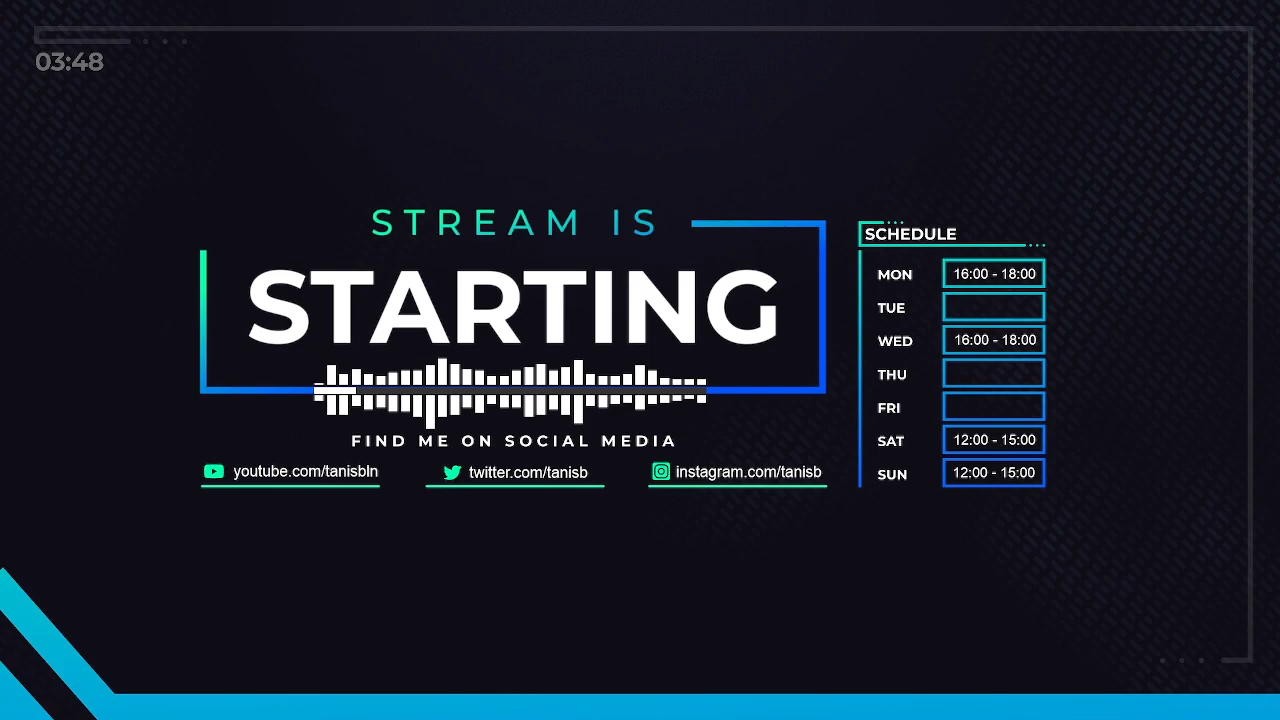 03:48
STREAM IS
STARTING
FIND ME ON SOCIAL MEDIA
youtube.com/tanisbln
twitter.com/tanisb
instagram.com/tanisb
SCHEDULE
MON 16:00 - 18:00
TUE
WED 16:00 - 18:00
THU
FRI
SAT 12:00 - 15:00
SUN 12:00 - 15:00